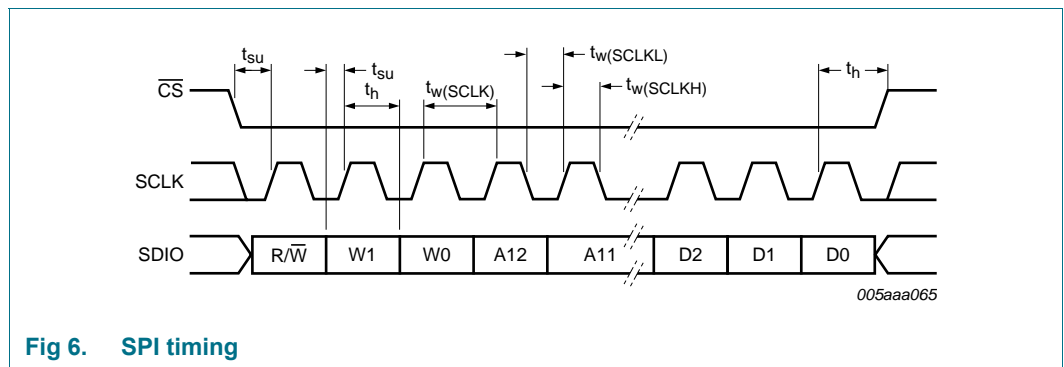 tsu
tsu
th
tw(SCLK)
tw(SCLKL)
tw(SCLKH)
th
CS
SCLK
SDIO
R/W W1 W0 A12 A11 D2 D1 D0
005aaa065
Fig 6. SPI timing